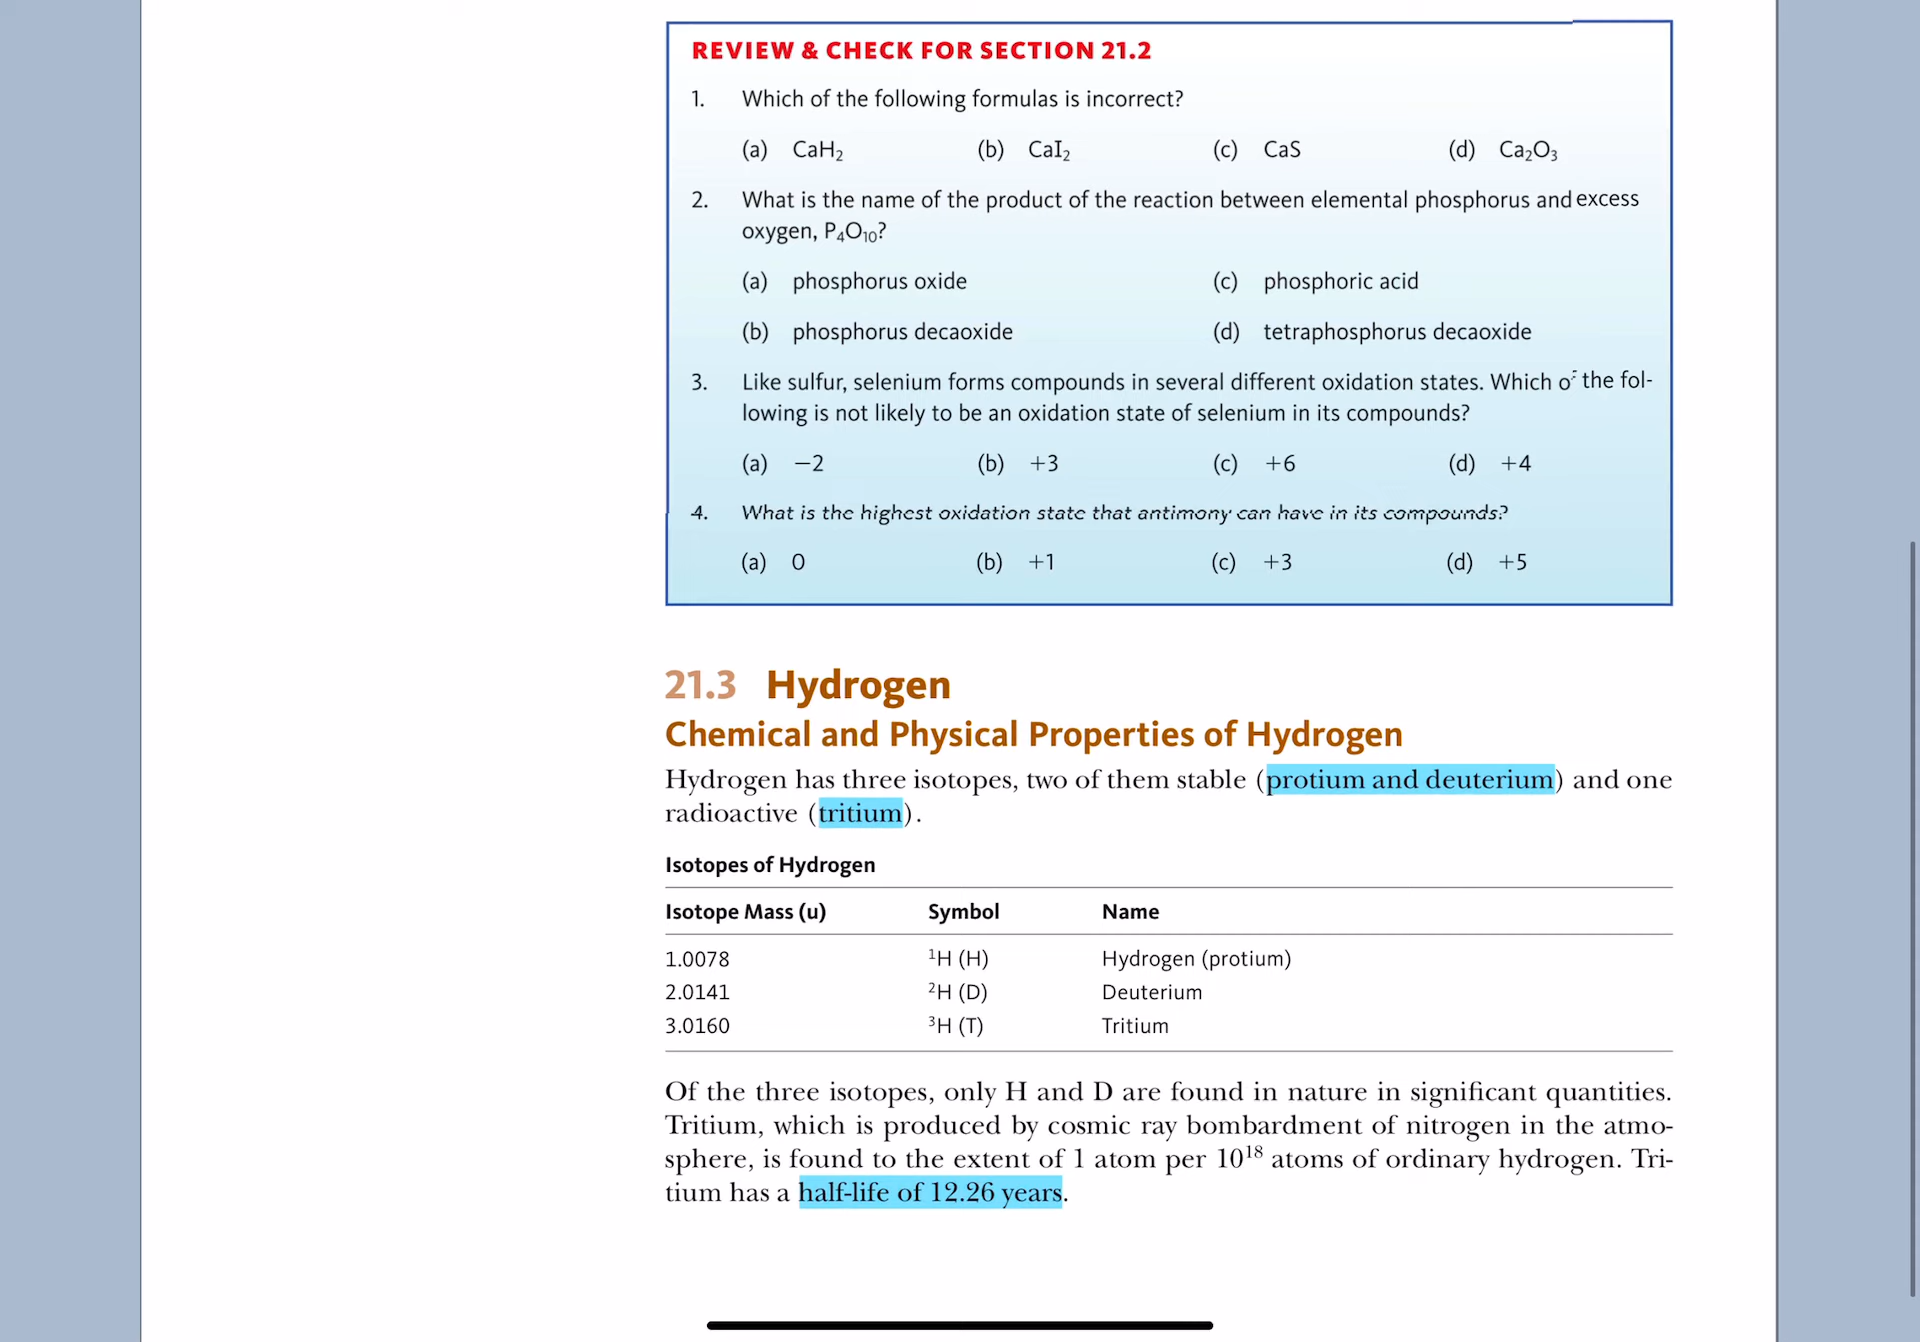 REVIEW & CHECK FOR SECTION 21.2
1. Which of the following formulas is incorrect?
(a) CaH₂ (b) CaI₂ (c) CaS (d) Ca₂O₃
2. What is the name of the product of the reaction between elemental phosphorus and excess
oxygen, P₄O₁₀?
(a) phosphorus oxide (c) phosphoric acid
(b) phosphorus decaoxide (d) tetraphosphorus decaoxide
3. Like sulfur, selenium forms compounds in several different oxidation states. Which of the fol-
lowing is not likely to be an oxidation state of selenium in its compounds?
(a) −2 (b) +3 (c) +6 (d) +4
4. What is the highest oxidation state that antimony can have in its compounds?
(a) 0 (b) +1 (c) +3 (d) +5
21.3 Hydrogen
Chemical and Physical Properties of Hydrogen
Hydrogen has three isotopes, two of them stable (protium and deuterium) and one
radioactive (tritium).
Isotopes of Hydrogen
Isotope Mass (u) Symbol Name
1.0078 ¹H (H) Hydrogen (protium)
2.0141 ²H (D) Deuterium
3.0160 ³H (T) Tritium
Of the three isotopes, only H and D are found in nature in significant quantities.
Tritium, which is produced by cosmic ray bombardment of nitrogen in the atmo-
sphere, is found to the extent of 1 atom per 10¹⁸ atoms of ordinary hydrogen. Tri-
tium has a half-life of 12.26 years.